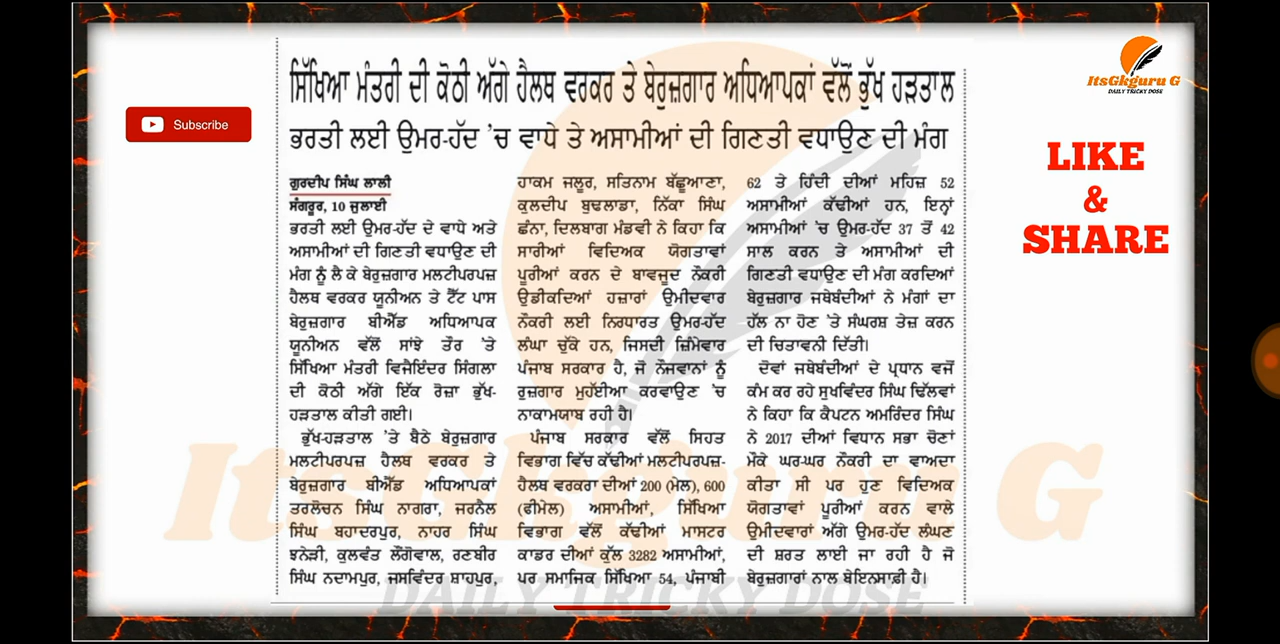 ItsGkguru G
DAILY TRICKY DOSE
Subscribe
LIKE
&
SHARE
ਸਿੱਖਿਆ ਮੰਤਰੀ ਦੀ ਕੋਠੀ ਅੱਗੇ ਹੈਲਥ ਵਰਕਰ ਤੇ ਬੇਰੁਜ਼ਗਾਰ ਅਧਿਆਪਕਾਂ ਵੱਲੋਂ ਭੁੱਖ ਹੜਤਾਲ
ਭਰਤੀ ਲਈ ਉਮਰ-ਹੱਦ 'ਚ ਵਾਧੇ ਤੇ ਅਸਾਮੀਆਂ ਦੀ ਗਿਣਤੀ ਵਧਾਉਣ ਦੀ ਮੰਗ
ਗੁਰਦੀਪ ਸਿੰਘ ਲਾਲੀ
ਸੰਗਰੂਰ, 10 ਜੁਲਾਈ
ਭਰਤੀ ਲਈ ਉਮਰ-ਹੱਦ ਦੇ ਵਾਧੇ ਅਤੇ
ਅਸਾਮੀਆਂ ਦੀ ਗਿਣਤੀ ਵਧਾਉਣ ਦੀ
ਮੰਗ ਨੂੰ ਲੈ ਕੇ ਬੇਰੁਜ਼ਗਾਰ ਮਲਟੀਪਰਪਜ਼
ਹੈਲਥ ਵਰਕਰ ਯੂਨੀਅਨ ਤੇ ਟੈੱਟ ਪਾਸ
ਬੇਰੁਜ਼ਗਾਰ ਬੀਐੱਡ ਅਧਿਆਪਕ
ਯੂਨੀਅਨ ਵੱਲੋਂ ਸਾਂਝੇ ਤੌਰ 'ਤੇ
ਸਿੱਖਿਆ ਮੰਤਰੀ ਵਿਜੈਇੰਦਰ ਸਿੰਗਲਾ
ਦੀ ਕੋਠੀ ਅੱਗੇ ਇੱਕ ਰੋਜ਼ਾ ਭੁੱਖ-
ਹੜਤਾਲ ਕੀਤੀ ਗਈ।
ਭੁੱਖ-ਹੜਤਾਲ 'ਤੇ ਬੈਠੇ ਬੇਰੁਜ਼ਗਾਰ
ਮਲਟੀਪਰਪਜ਼ ਹੈਲਥ ਵਰਕਰ ਤੇ
ਬੇਰੁਜ਼ਗਾਰ ਬੀਐੱਡ ਅਧਿਆਪਕਾਂ
ਤਰਲੋਚਨ ਸਿੰਘ ਨਾਗਰਾ, ਜਰਨੈਲ
ਸਿੰਘ ਬਹਾਦਰਪੁਰ, ਨਾਹਰ ਸਿੰਘ
ਝਨੇੜੀ, ਕੁਲਵੰਤ ਲੌਂਗੋਵਾਲ, ਰਣਬੀਰ
ਸਿੰਘ ਨਦਾਮਪੁਰ, ਜਸਵਿੰਦਰ ਸ਼ਾਹਪੁਰ,
ਹਾਕਮ ਜਲੂਰ, ਸਤਿਨਾਮ ਬੱਛੂਆਣਾ,
ਕੁਲਦੀਪ ਬੁਢਲਾਡਾ, ਨਿੱਕਾ ਸਿੰਘ
ਛੰਨਾ, ਦਿਲਬਾਗ ਮੰਡਵੀ ਨੇ ਕਿਹਾ ਕਿ
ਸਾਰੀਆਂ ਵਿਦਿਅਕ ਯੋਗਤਾਵਾਂ
ਪੂਰੀਆਂ ਕਰਨ ਦੇ ਬਾਵਜੂਦ ਨੌਕਰੀ
ਉਡੀਕਦਿਆਂ ਹਜ਼ਾਰਾਂ ਉਮੀਦਵਾਰ
ਨੌਕਰੀ ਲਈ ਨਿਰਧਾਰਤ ਉਮਰ-ਹੱਦ
ਲੰਘਾ ਚੁੱਕੇ ਹਨ, ਜਿਸਦੀ ਜ਼ਿੰਮੇਵਾਰ
ਪੰਜਾਬ ਸਰਕਾਰ ਹੈ, ਜੋ ਨੌਜਵਾਨਾਂ ਨੂੰ
ਰੁਜ਼ਗਾਰ ਮੁਹੱਈਆ ਕਰਵਾਉਣ 'ਚ
ਨਾਕਾਮਯਾਬ ਰਹੀ ਹੈ।
ਪੰਜਾਬ ਸਰਕਾਰ ਵੱਲੋਂ ਸਿਹਤ
ਵਿਭਾਗ ਵਿੱਚ ਕੱਢੀਆਂ ਮਲਟੀਪਰਪਜ਼-
ਹੈਲਥ ਵਰਕਰਾ ਦੀਆਂ 200 (ਮੇਲ), 600
(ਫੀਮੇਲ) ਅਸਾਮੀਆਂ, ਸਿੱਖਿਆ
ਵਿਭਾਗ ਵੱਲੋਂ ਕੱਢੀਆਂ ਮਾਸਟਰ
ਕਾਡਰ ਦੀਆਂ ਕੁੱਲ 3282 ਅਸਾਮੀਆਂ,
ਪਰ ਸਮਾਜਿਕ ਸਿੱਖਿਆ 54, ਪੰਜਾਬੀ
62 ਤੇ ਹਿੰਦੀ ਦੀਆਂ ਮਹਿਜ਼ 52
ਅਸਾਮੀਆਂ ਕੱਢੀਆਂ ਹਨ, ਇਨ੍ਹਾਂ
ਅਸਾਮੀਆਂ 'ਚ ਉਮਰ-ਹੱਦ 37 ਤੋਂ 42
ਸਾਲ ਕਰਨ ਤੇ ਅਸਾਮੀਆਂ ਦੀ
ਗਿਣਤੀ ਵਧਾਉਣ ਦੀ ਮੰਗ ਕਰਦਿਆਂ
ਬੇਰੁਜ਼ਗਾਰ ਜਥੇਬੰਦੀਆਂ ਨੇ ਮੰਗਾਂ ਦਾ
ਹੱਲ ਨਾ ਹੋਣ 'ਤੇ ਸੰਘਰਸ਼ ਤੇਜ਼ ਕਰਨ
ਦੀ ਚਿਤਾਵਨੀ ਦਿੱਤੀ।
ਦੋਵਾਂ ਜਥੇਬੰਦੀਆਂ ਦੇ ਪ੍ਰਧਾਨ ਵਜੋਂ
ਕੰਮ ਕਰ ਰਹੇ ਸੁਖਵਿੰਦਰ ਸਿੰਘ ਢਿੱਲਵਾਂ
ਨੇ ਕਿਹਾ ਕਿ ਕੈਪਟਨ ਅਮਰਿੰਦਰ ਸਿੰਘ
ਨੇ 2017 ਦੀਆਂ ਵਿਧਾਨ ਸਭਾ ਚੋਣਾਂ
ਮੌਕੇ ਘਰ-ਘਰ ਨੌਕਰੀ ਦਾ ਵਾਅਦਾ
ਕੀਤਾ ਸੀ ਪਰ ਹੁਣ ਵਿਦਿਅਕ
ਯੋਗਤਾਵਾਂ ਪੂਰੀਆਂ ਕਰਨ ਵਾਲੇ
ਉਮੀਦਵਾਰਾਂ ਅੱਗੇ ਉਮਰ-ਹੱਦ ਲੰਘਣ
ਦੀ ਸ਼ਰਤ ਲਾਈ ਜਾ ਰਹੀ ਹੈ ਜੋ
ਬੇਰੁਜ਼ਗਾਰਾਂ ਨਾਲ ਬੇਇਨਸਾਫ਼ੀ ਹੈ।
ItsGkguru G
DAILY TRICKY DOSE